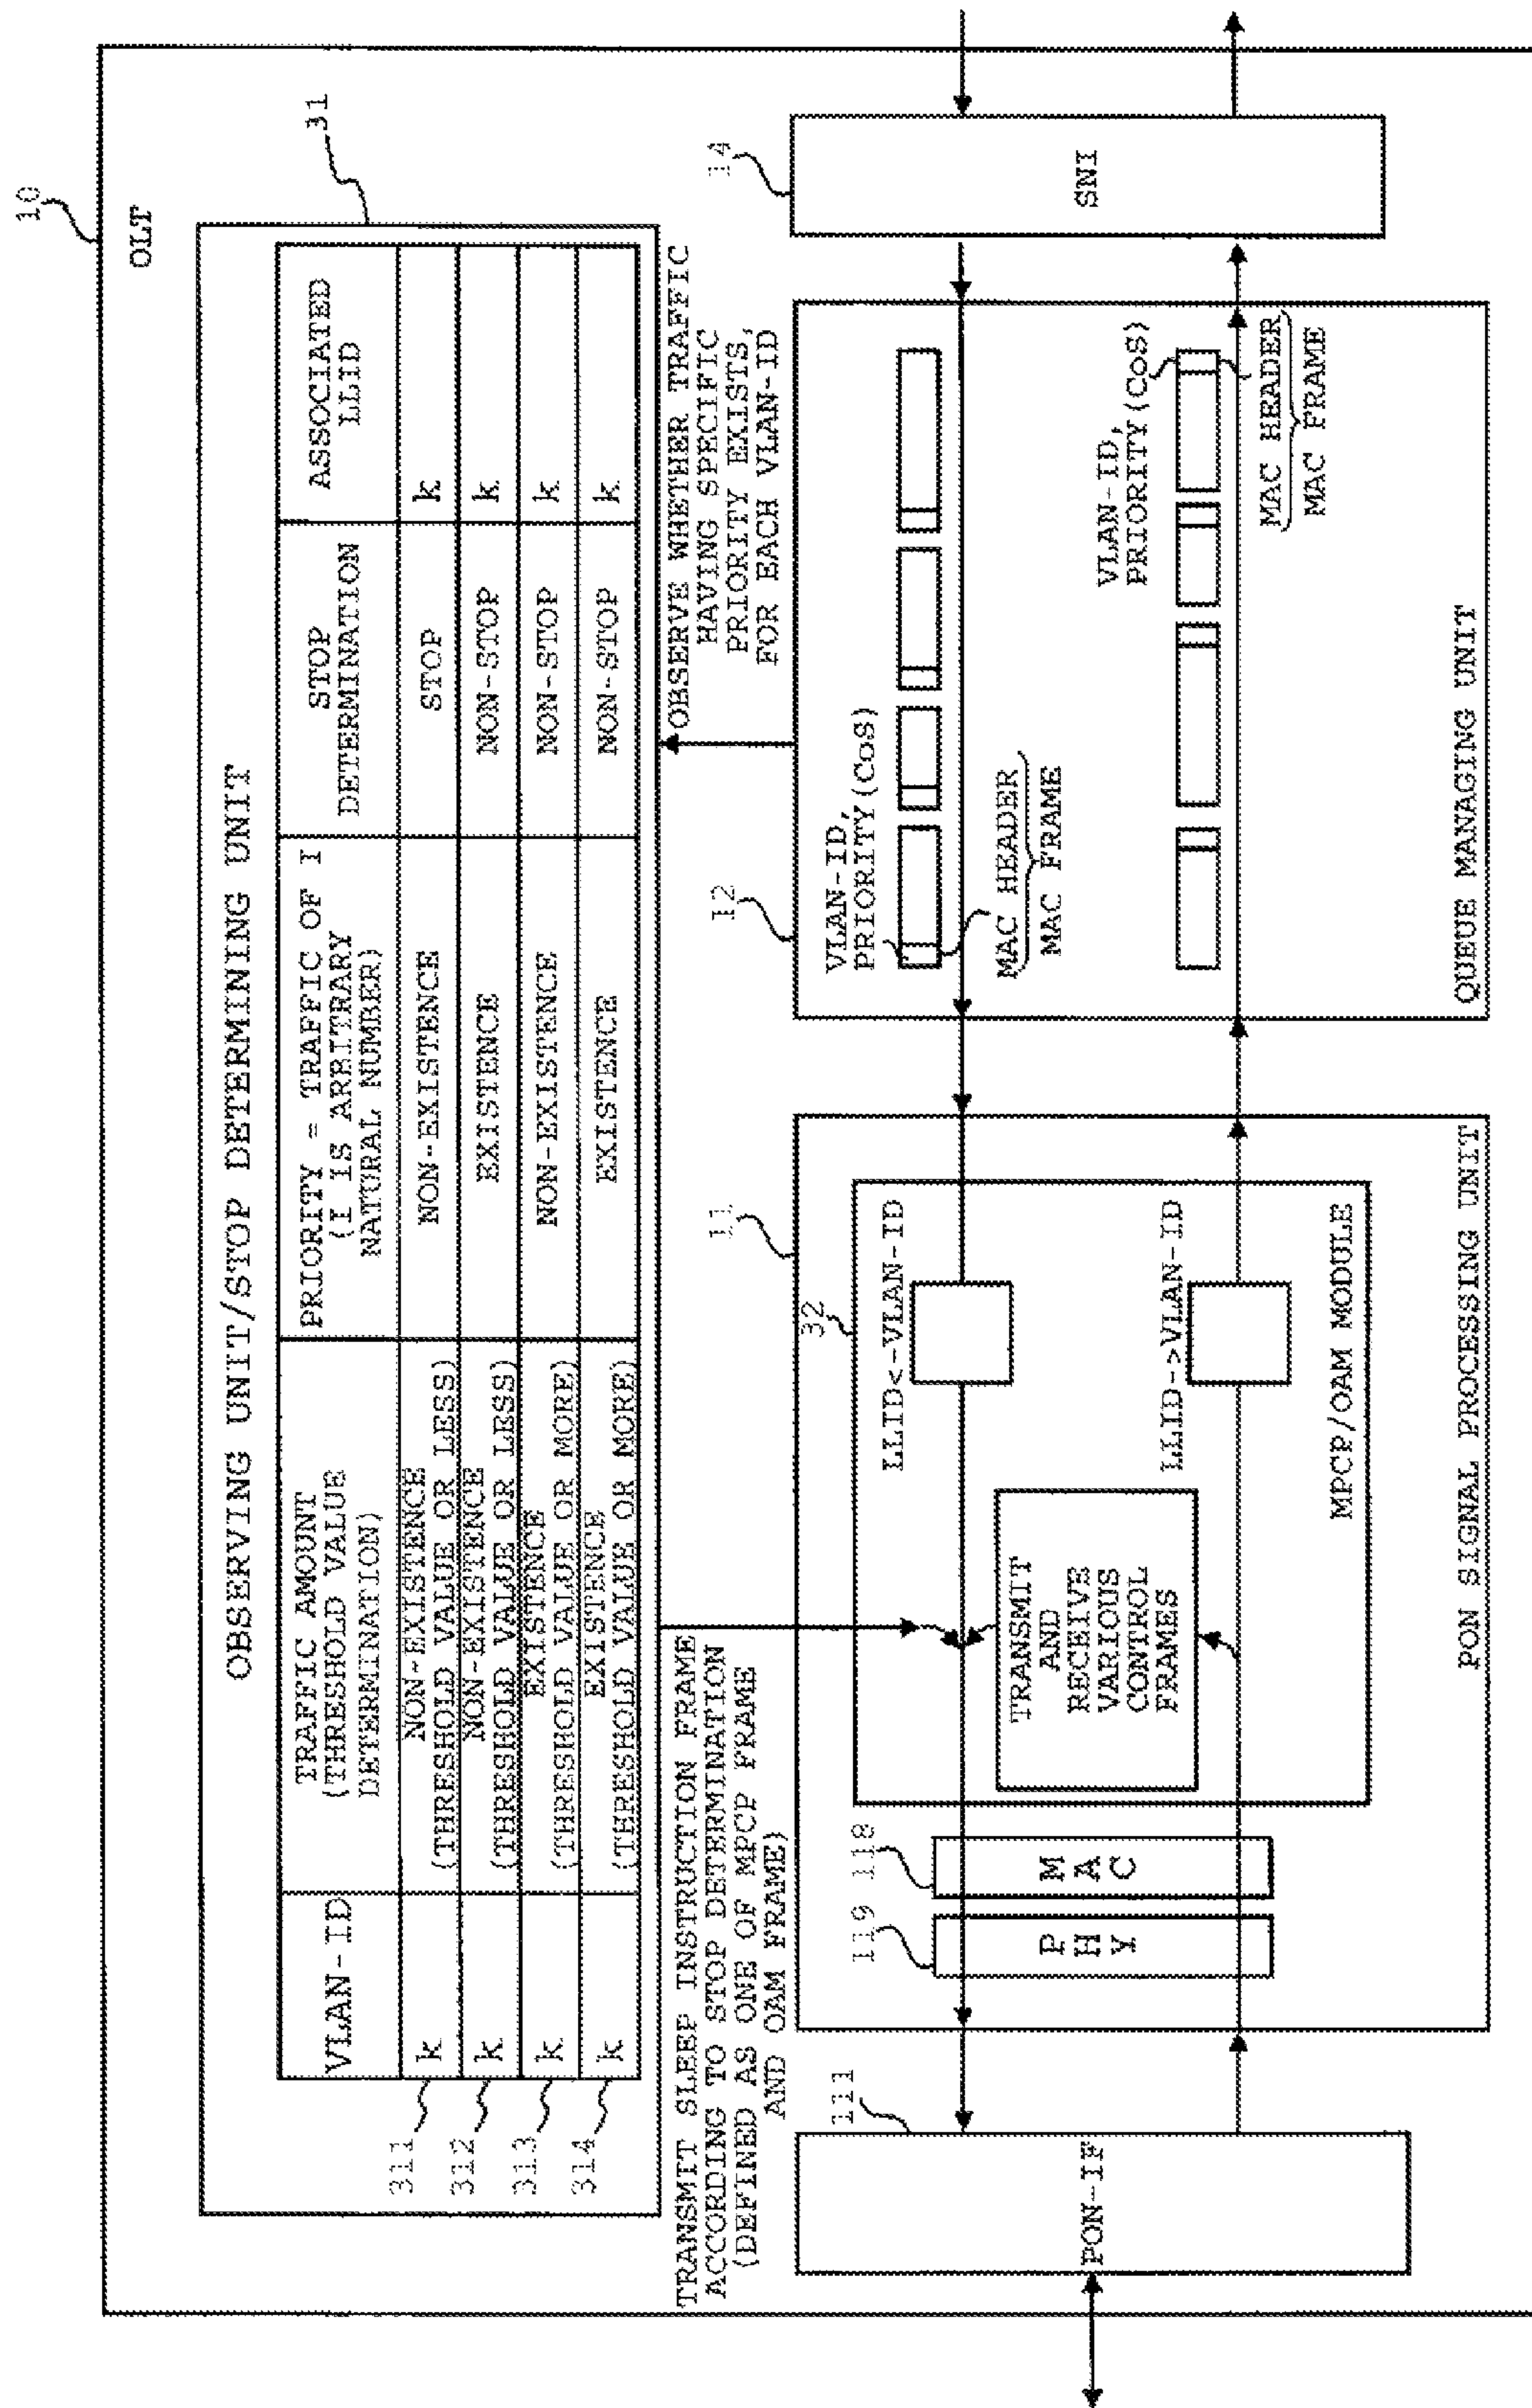 10
OLT
31
OBSERVING UNIT/STOP DETERMINING UNIT
VLAN-ID
TRAFFIC AMOUNT
(THRESHOLD VALUE
DETERMINATION)
PRIORITY = TRAFFIC OF I
(I IS ARBITRARY
NATURAL NUMBER)
STOP
DETERMINATION
ASSOCIATED
LLID
311
k
NON-EXISTENCE
(THRESHOLD VALUE OR LESS)
NON-EXISTENCE
STOP
k
312
k
NON-EXISTENCE
(THRESHOLD VALUE OR LESS)
EXISTENCE
NON-STOP
k
313
k
EXISTENCE
(THRESHOLD VALUE OR MORE)
NON-EXISTENCE
NON-STOP
k
314
k
EXISTENCE
(THRESHOLD VALUE OR MORE)
EXISTENCE
NON-STOP
k
TRANSMIT SLEEP INSTRUCTION FRAME
ACCORDING TO STOP DETERMINATION
(DEFINED AS ONE OF MPCP FRAME
AND OAM FRAME)
OBSERVE WHETHER TRAFFIC
HAVING SPECIFIC
PRIORITY EXISTS,
FOR EACH VLAN-ID
111
PON-IF
119
PHY
118
MAC
11
32
LLID<-VLAN-ID
TRANSMIT
AND
RECEIVE
VARIOUS
CONTROL
FRAMES
LLID->VLAN-ID
MPCP/OAM MODULE
PON SIGNAL PROCESSING UNIT
12
VLAN-ID,
PRIORITY(CoS)
MAC HEADER
MAC FRAME
VLAN-ID,
PRIORITY(CoS)
MAC HEADER
MAC FRAME
QUEUE MANAGING UNIT
14
SNI